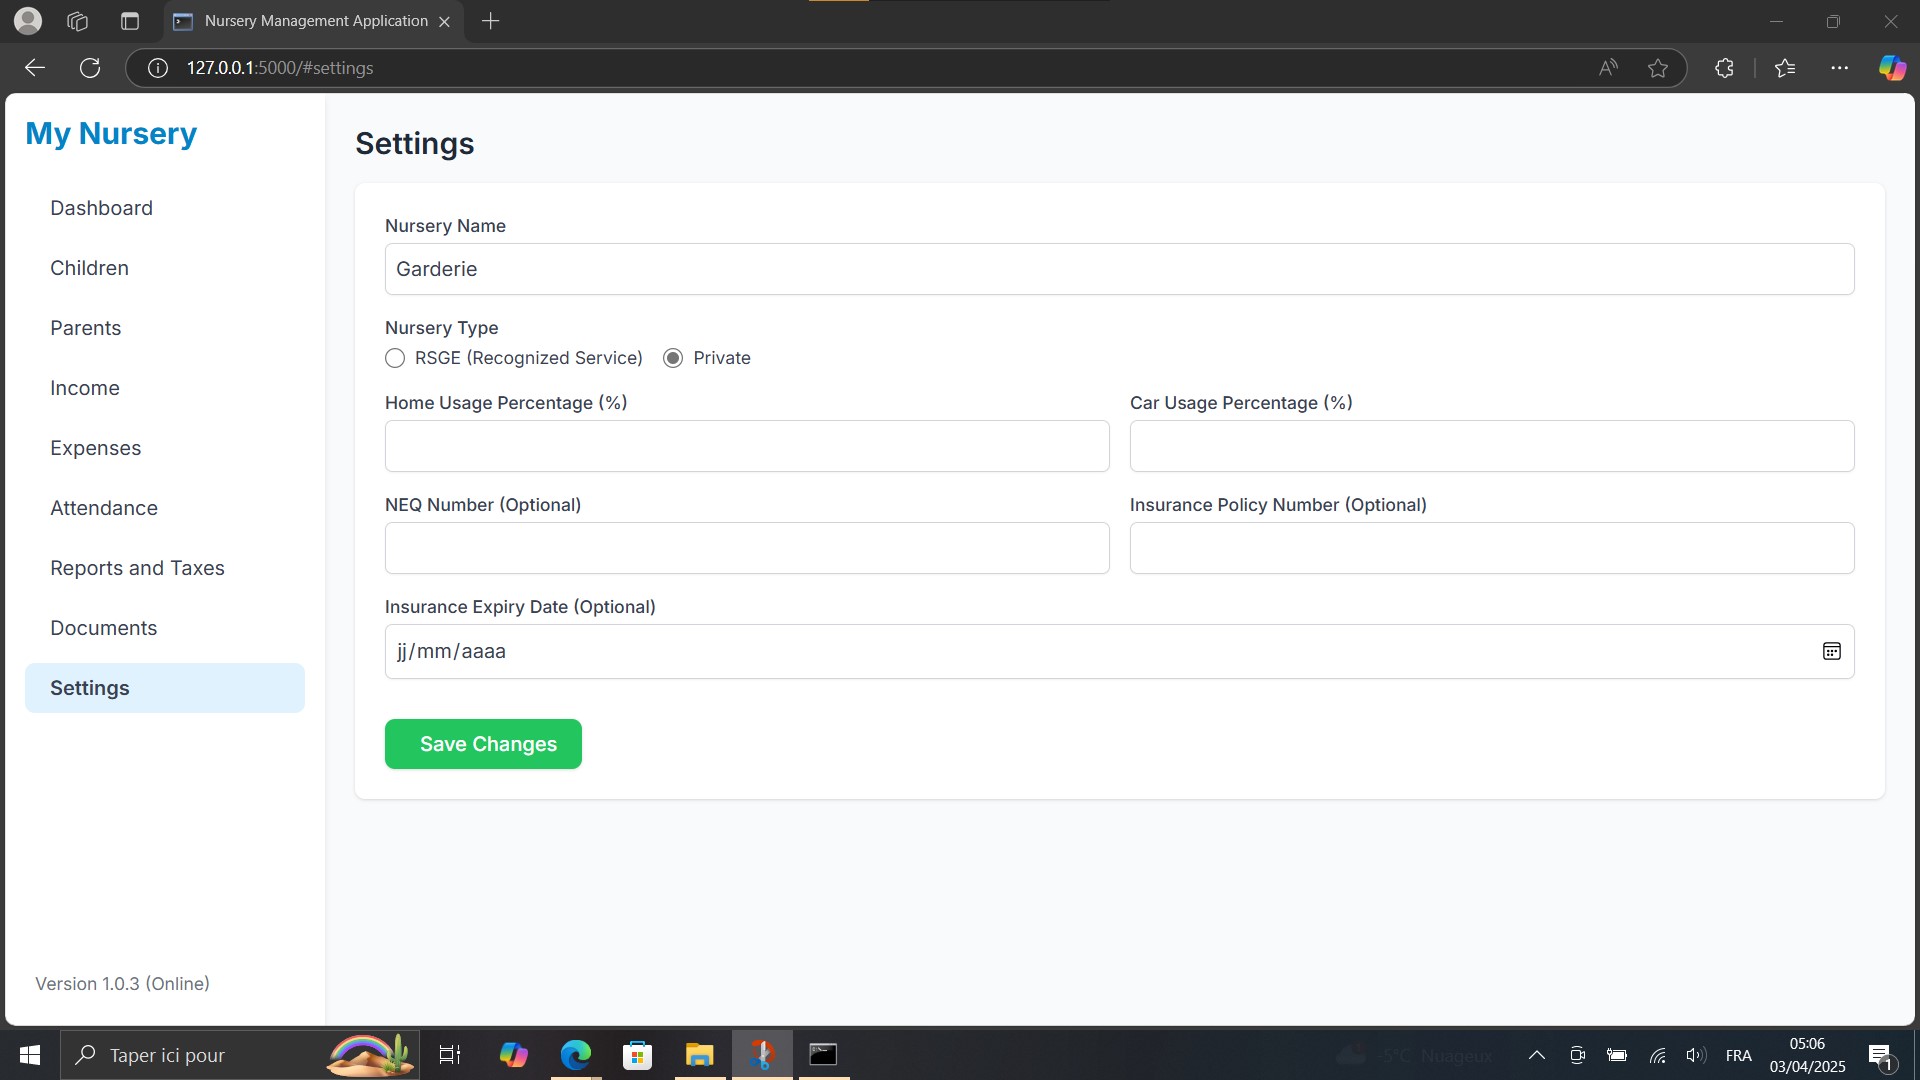 Nursery Management Application
127.0.0.1:5000/#settings
My Nursery
Dashboard
Children
Parents
Income
Expenses
Attendance
Reports and Taxes
Documents
Settings
Version 1.0.3 (Online)
Settings
Nursery Name
Garderie
Nursery Type
RSGE (Recognized Service) Private
Home Usage Percentage (%) Car Usage Percentage (%)
NEQ Number (Optional) Insurance Policy Number (Optional)
Insurance Expiry Date (Optional)
jj/mm/aaaa
Save Changes
Taper ici pour
-5°C Nuageux
FRA
05:06
03/04/2025
1